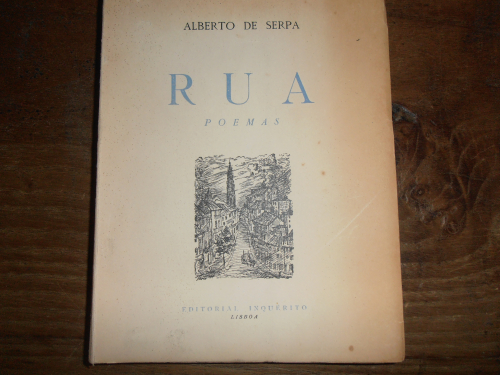 ALBERTO DE SERPA
RUA
POEMAS
EDITORIAL INQUÉRITO
LISBOA